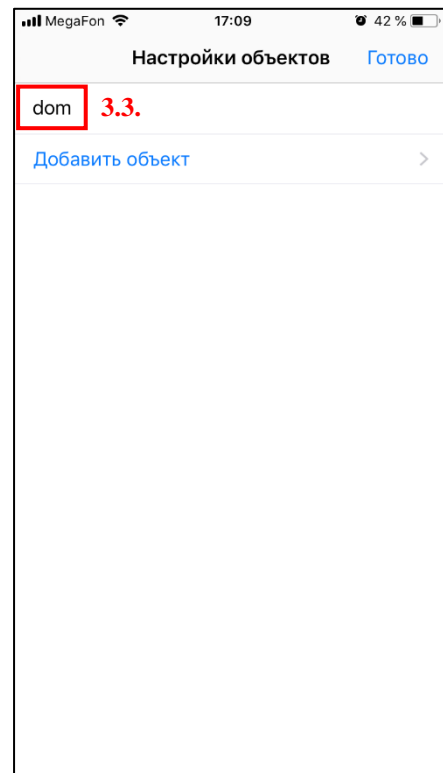 MegaFon 17:09 42 %
Настройки объектов Готово
dom 3.3.
Добавить объект